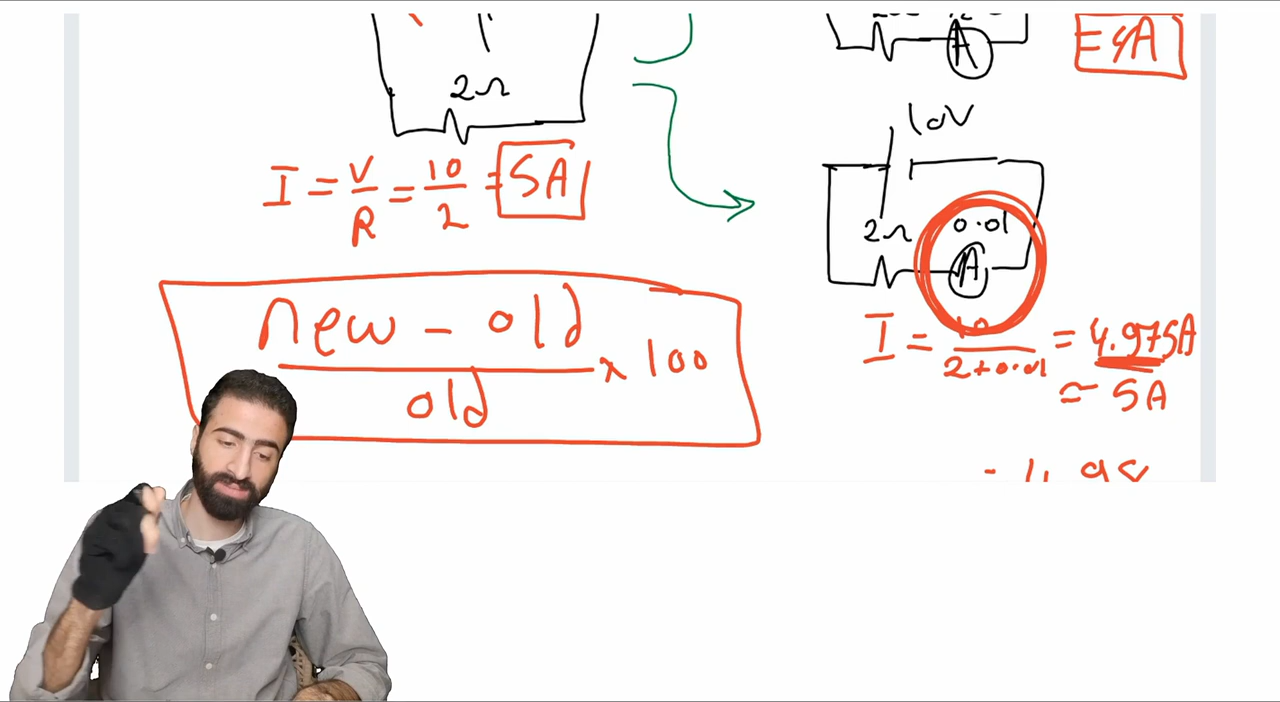 = 4A
2Ω
I = V/R = 10/2 = 5A
new - old / old x 100
10V
2Ω 0.01
A
I = 10/2+0.01 = 4.975A
≃ 5A